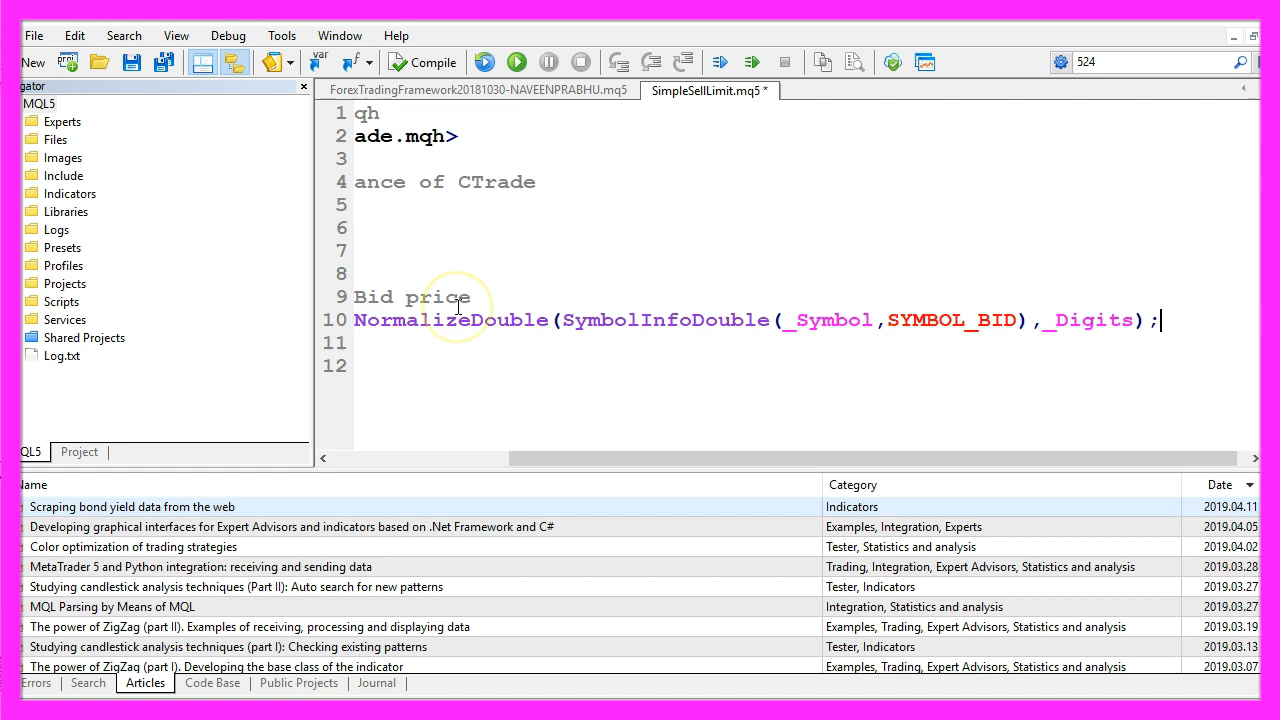 File Edit Search View Debug Tools Window Help
New Compile 524
gator
ForexTradingFramework20181030-NAVEENPRABHU.mq5 SimpleSellLimit.mq5 *
MQL5
Experts
Files
Images
Include
Indicators
Libraries
Logs
Presets
Profiles
Projects
Scripts
Services
Shared Projects
Log.txt
QL5 Project
1 qh
2 ade.mqh>
3
4 ance of CTrade
5
6
7
8
9 Bid price
10 NormalizeDouble(SymbolInfoDouble(_Symbol,SYMBOL_BID),_Digits);
11
12
Name Category Date
Scraping bond yield data from the web Indicators 2019.04.11
Developing graphical interfaces for Expert Advisors and indicators based on .Net Framework and C# Examples, Integration, Experts 2019.04.05
Color optimization of trading strategies Tester, Statistics and analysis 2019.04.02
MetaTrader 5 and Python integration: receiving and sending data Trading, Integration, Expert Advisors, Statistics and analysis 2019.03.28
Studying candlestick analysis techniques (Part II): Auto search for new patterns Tester, Indicators 2019.03.27
MQL Parsing by Means of MQL Integration, Statistics and analysis 2019.03.27
The power of ZigZag (part II). Examples of receiving, processing and displaying data Examples, Trading, Expert Advisors, Statistics and analysis 2019.03.19
Studying candlestick analysis techniques (part I): Checking existing patterns Tester, Indicators 2019.03.13
The power of ZigZag (part I). Developing the base class of the indicator Examples, Trading, Expert Advisors, Statistics and analysis 2019.03.07
Errors Search Articles Code Base Public Projects Journal